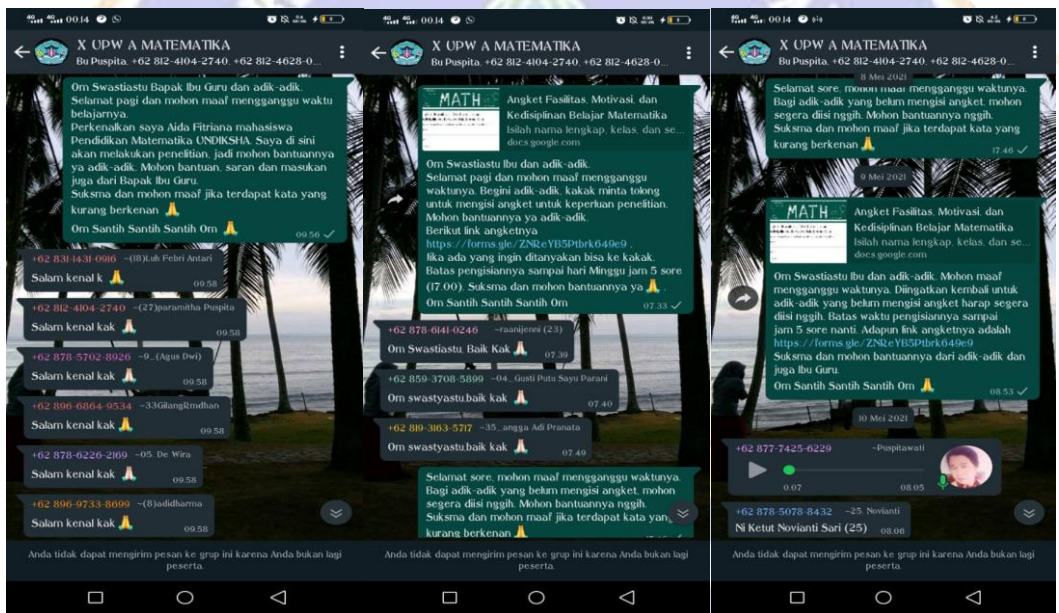 00.14
X UPW A MATEMATIKA
Bu Puspita, +62 812-4104-2740, +62 812-4628-0...
Om Swastiastu Bapak Ibu Guru dan adik-adik.
Selamat pagi dan mohon maaf mengganggu waktu
belajarnya.
Perkenalkan saya Aida Fitriana mahasiswa
Pendidikan Matematika UNDIKSHA. Saya di sini
akan melakukan penelitian, jadi mohon bantuannya
ya adik-adik. Mohon bantuan, saran dan masukan
juga dari Bapak Ibu Guru.
Suksma dan mohon maaf jika terdapat kata yang
kurang berkenan 🙏
Om Santih Santih Santih Om 🙏
09.56
+62 831-1431-0916 ~(18)Luh Febri Antari
Salam kenal k 🙏
09.58
+62 812-4104-2740 ~(27)paramitha Puspita
Salam kenal kak 🙏
09.58
+62 878-5702-8926 ~9_(Agus Dwi)
Salam kenal kak 🙏
09.58
+62 896-6864-9534 ~33GilangRmdhan
Salam kenal kak 🙏
09.58
+62 878-6226-2169 ~05. De Wira
Salam kenal kak 🙏
09.58
+62 896-9733-8699 ~(8)adidharma
Salam kenal kak 🙏
09.58
Anda tidak dapat mengirim pesan ke grup ini karena Anda bukan lagi
peserta.
00.14
X UPW A MATEMATIKA
Bu Puspita, +62 812-4104-2740, +62 812-4628-0...
MATH
Angket Fasilitas, Motivasi, dan
Kedisiplinan Belajar Matematika
Isilah nama lengkap, kelas, dan se...
docs.google.com
Om Swastiastu Ibu dan adik-adik.
Selamat pagi dan mohon maaf mengganggu
waktunya. Begini adik-adik, kakak minta tolong
untuk mengisi angket untuk keperluan penelitian.
Mohon bantuannya ya adik-adik.
Berikut link angketnya
https://forms.gle/ZNReYB5Ptbrk649e9 .
Jika ada yang ingin ditanyakan bisa ke kakak.
Batas pengisiannya sampai hari Minggu jam 5 sore
(17.00). Suksma dan mohon bantuannya ya 🙏 .
Om Santih Santih Santih Om
07.33
+62 878-6141-0246 ~raanijenni (23)
Om Swastiastu, Baik Kak 🙏
07.39
+62 859-3708-5899 ~04_Gusti Putu Sayu Parani
Om swastyastu,baik kak 🙏
07.40
+62 819-3163-5717 ~35_angga Adi Pranata
Om swastyastu,baik kak 🙏
07.49
Selamat sore, mohon maaf mengganggu waktunya.
Bagi adik-adik yang belum mengisi angket, mohon
segera diisi nggih. Mohon bantuannya nggih.
Suksma dan mohon maaf jika terdapat kata yang
kurang berkenan 🙏
Anda tidak dapat mengirim pesan ke grup ini karena Anda bukan lagi
peserta.
00.14
X UPW A MATEMATIKA
Bu Puspita, +62 812-4104-2740, +62 812-4628-0...
8 Mei 2021
Selamat sore, mohon maaf mengganggu waktunya.
Bagi adik-adik yang belum mengisi angket, mohon
segera diisi nggih. Mohon bantuannya nggih.
Suksma dan mohon maaf jika terdapat kata yang
kurang berkenan 🙏
17.46
9 Mei 2021
MATH
Angket Fasilitas, Motivasi, dan
Kedisiplinan Belajar Matematika
Isilah nama lengkap, kelas, dan se...
docs.google.com
Om Swastiastu Ibu dan adik-adik. Mohon maaf
mengganggu waktunya. Diingatkan kembali untuk
adik-adik yang belum mengisi angket harap segera
diisi nggih. Batas waktu pengisiannya sampai
jam 5 sore nanti. Adapun link angketnya adalah
https://forms.gle/ZNReYB5Ptbrk649e9
Suksma dan mohon bantuannya dari adik-adik dan
juga Ibu Guru.
Om Santih Santih Santih Om 🙏
08.53
10 Mei 2021
+62 877-7425-6229 ~Puspitawati
0.07 08.05
+62 878-5078-8432 ~25. Novianti
Ni Ketut Novianti Sari (25)
08.06
Anda tidak dapat mengirim pesan ke grup ini karena Anda bukan lagi
peserta.